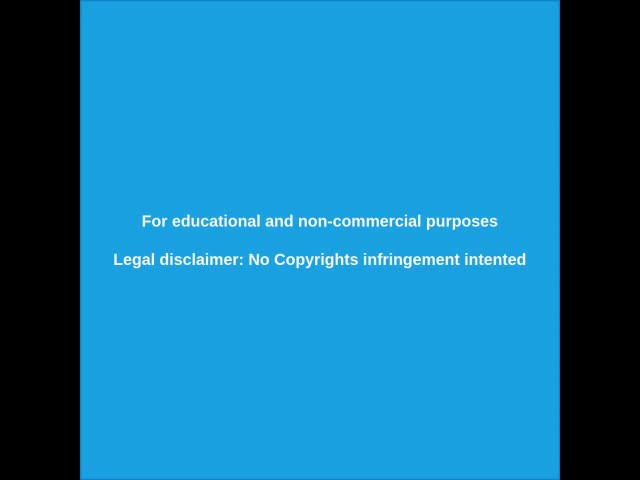 For educational and non-commercial purposes
Legal disclaimer: No Copyrights infringement intented